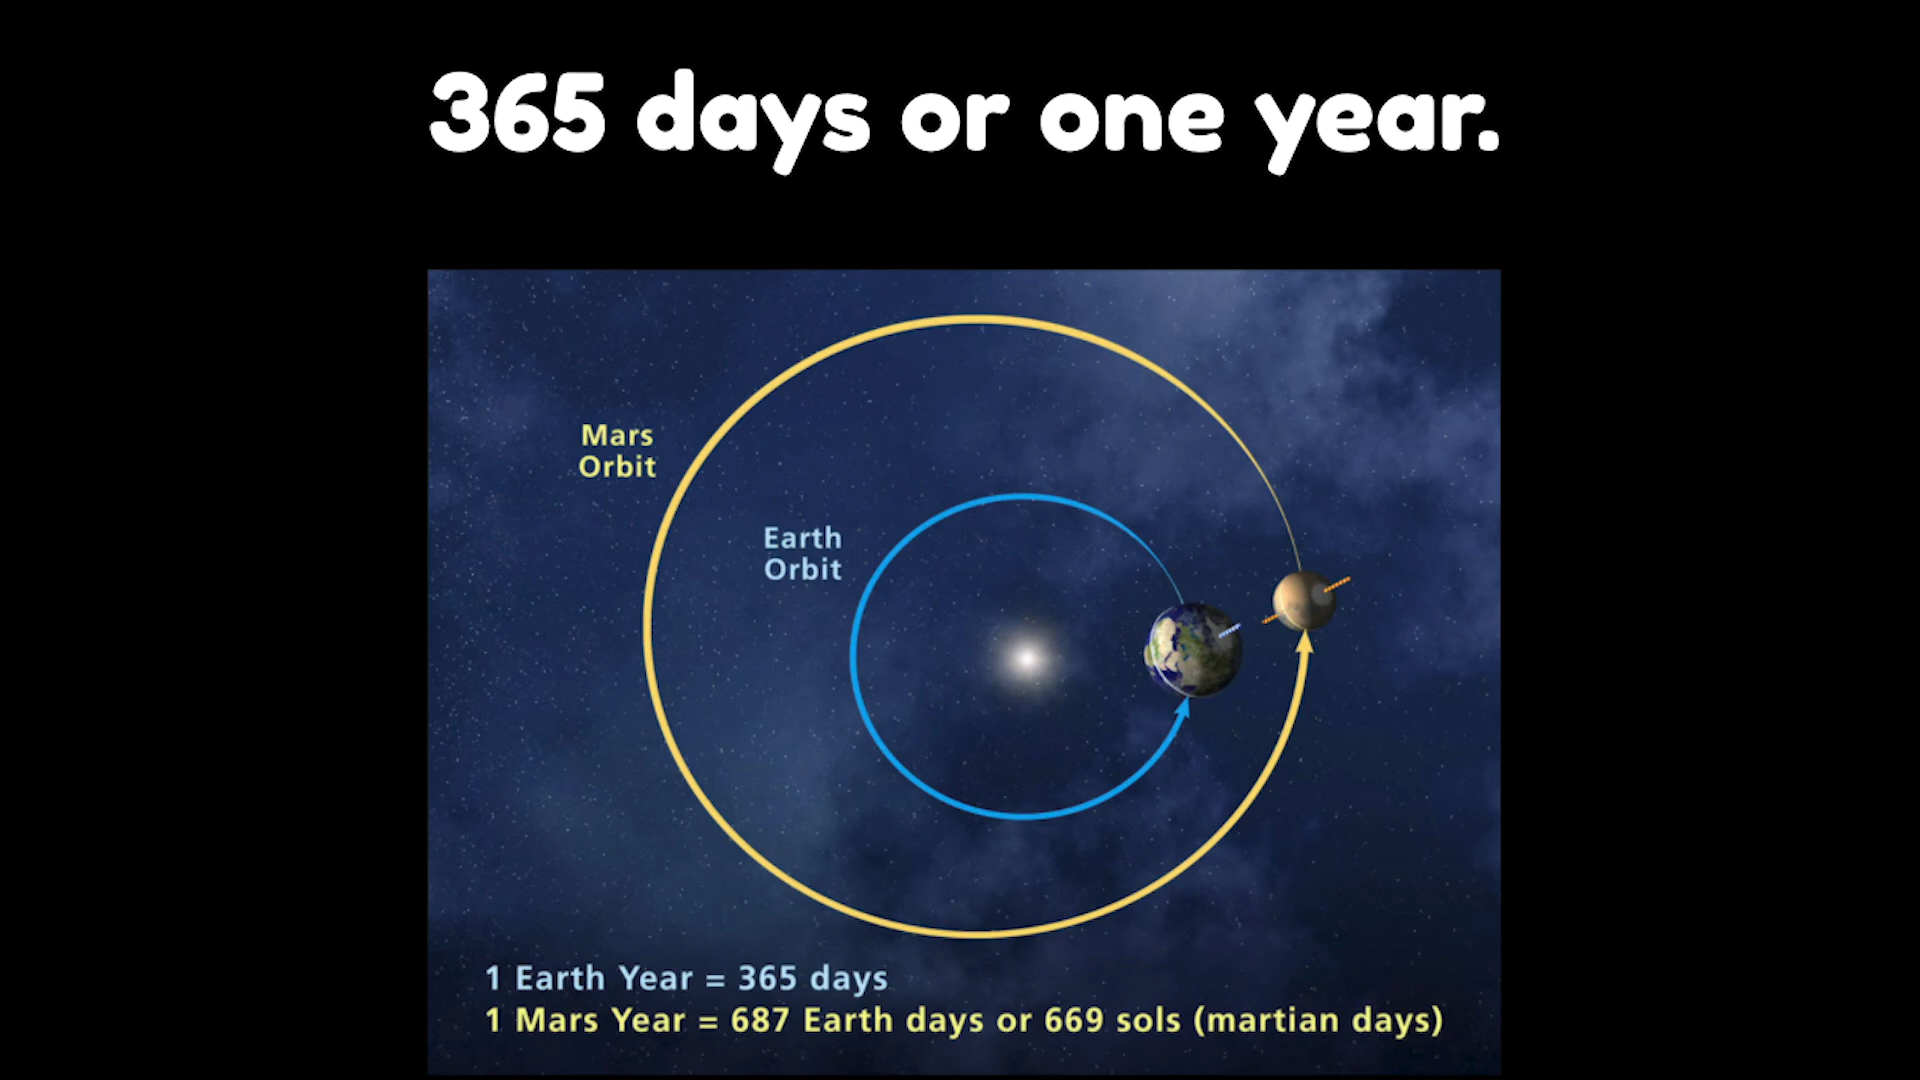 365 days or one year.
Mars
Orbit
Earth
Orbit
1 Earth Year = 365 days
1 Mars Year = 687 Earth days or 669 sols (martian days)